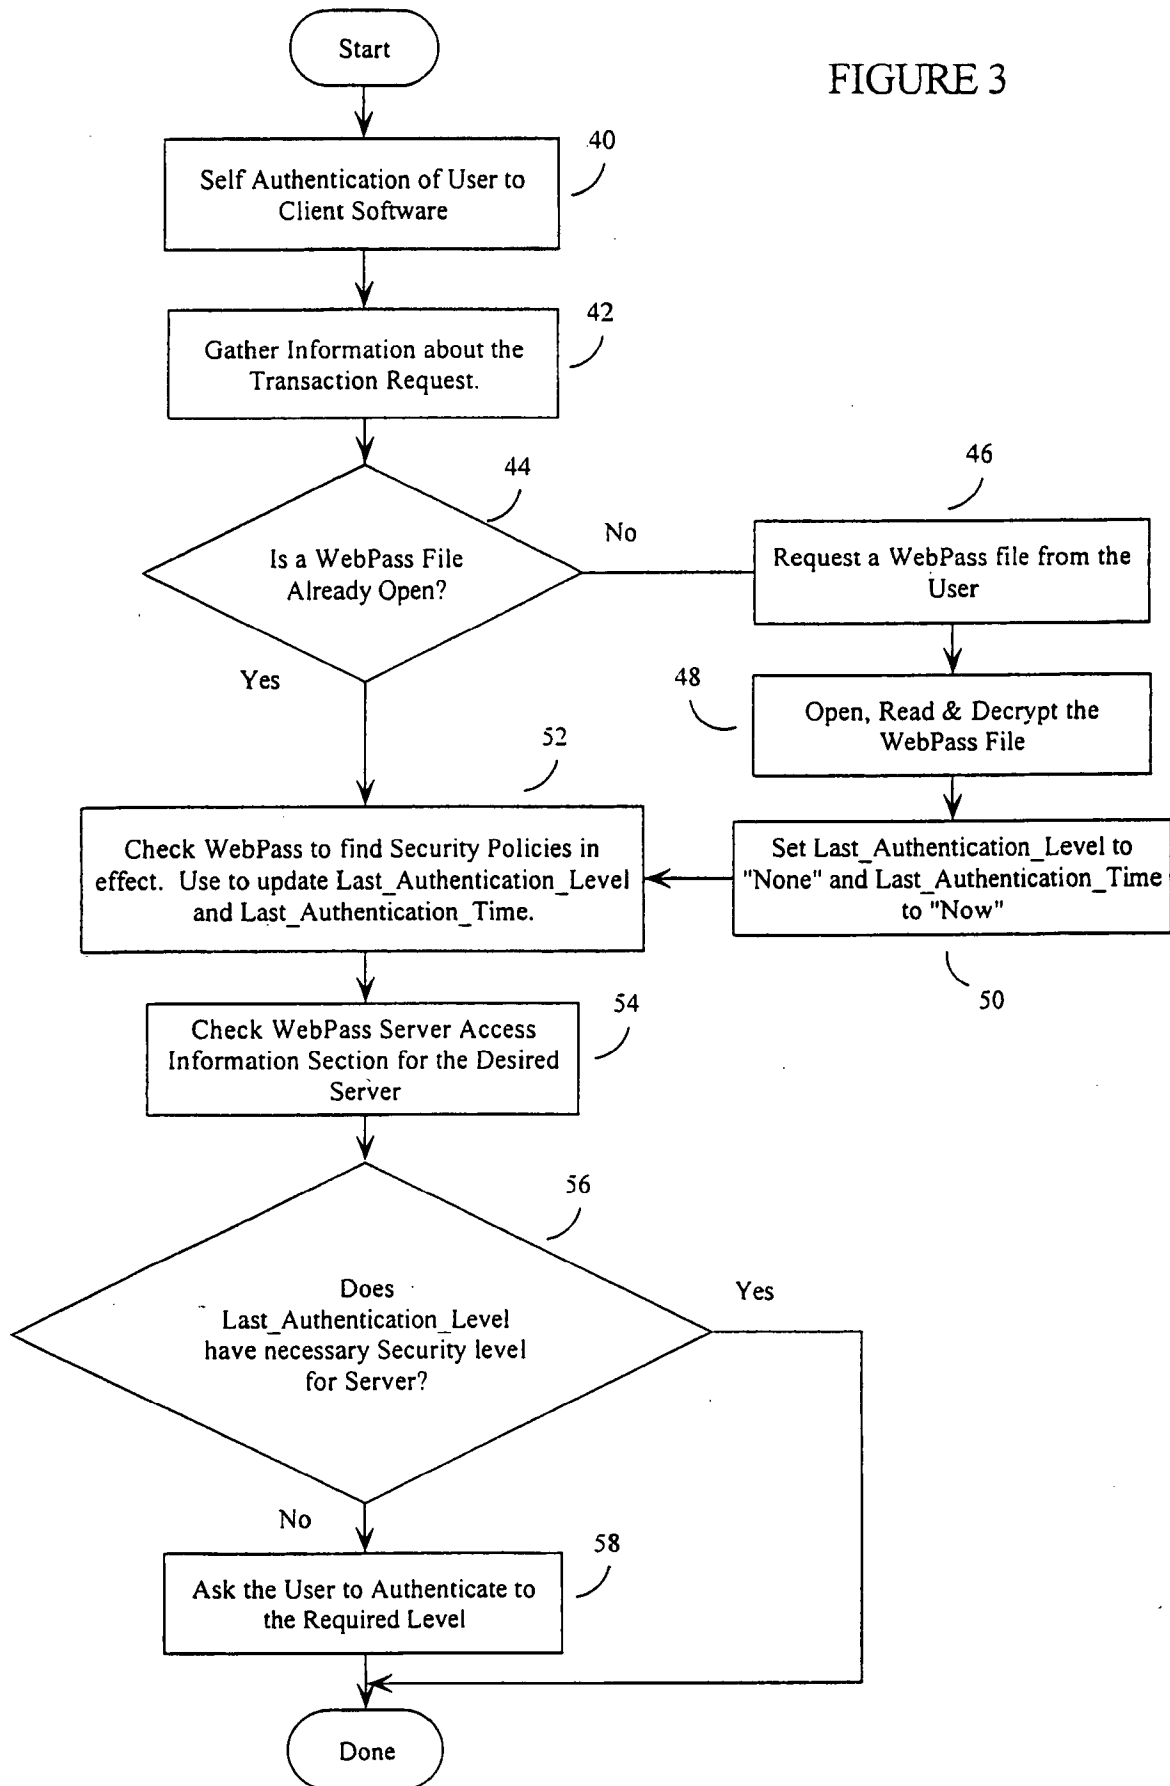 Start
FIGURE 3
40
Self Authentication of User to
Client Software
42
Gather Information about the
Transaction Request.
44
Is a WebPass File
Already Open?
No
46
Request a WebPass file from the
User
Yes
48
Open, Read & Decrypt the
WebPass File
52
Check WebPass to find Security Policies in
effect. Use to update Last_Authentication_Level
and Last_Authentication_Time.
Set Last_Authentication_Level to
"None" and Last_Authentication_Time
to "Now"
50
54
Check WebPass Server Access
Information Section for the Desired
Server
56
Does
Last_Authentication_Level
have necessary Security level
for Server?
Yes
No
58
Ask the User to Authenticate to
the Required Level
Done